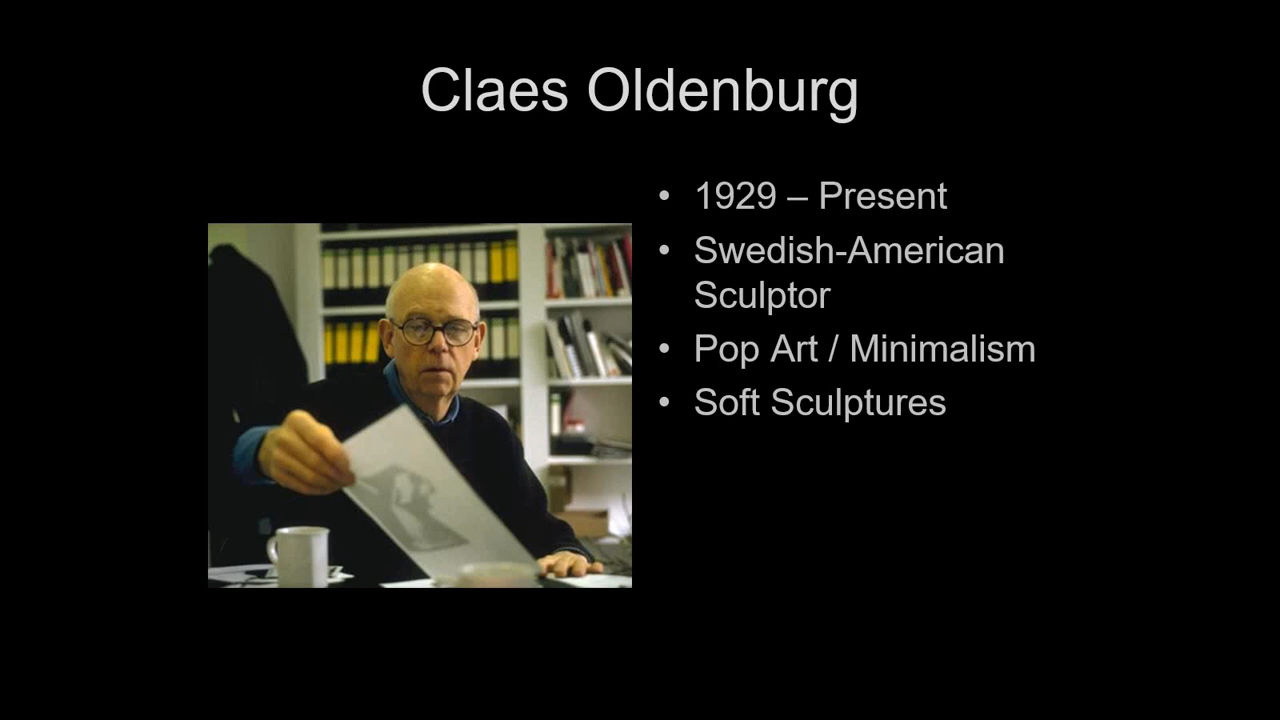 Claes Oldenburg
• 1929 – Present
• Swedish-American
Sculptor
• Pop Art / Minimalism
• Soft Sculptures